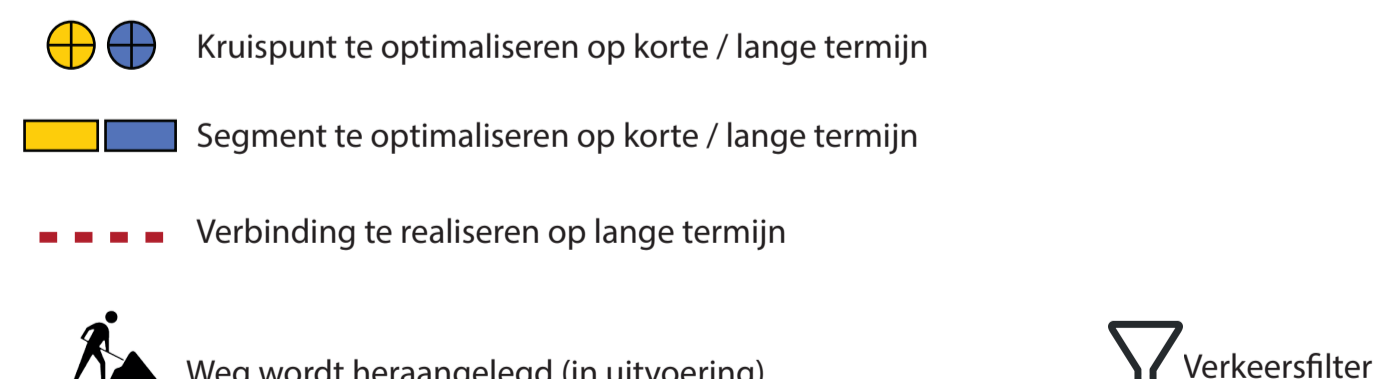 Kruispunt te optimaliseren op korte / lange termijn
Segment te optimaliseren op korte / lange termijn
Verbinding te realiseren op lange termijn
Weg wordt heraangelegd (in uitvoering)
Verkeersfilter